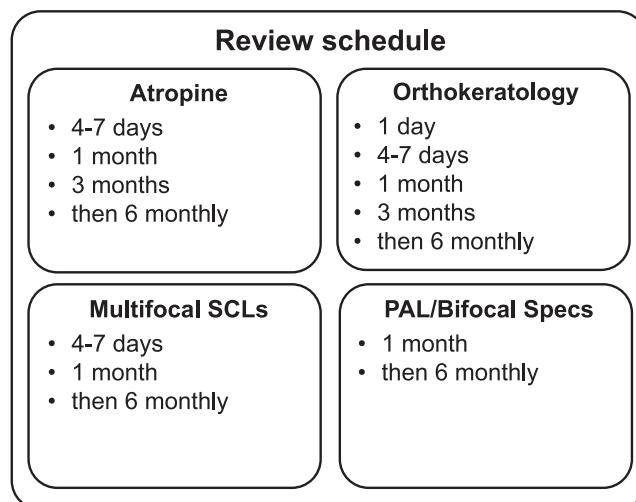 Review schedule
Atropine
• 4-7 days
• 1 month
• 3 months
• then 6 monthly
Orthokeratology
• 1 day
• 4-7 days
• 1 month
• 3 months
• then 6 monthly
Multifocal SCLs
• 4-7 days
• 1 month
• then 6 monthly
PAL/Bifocal Specs
• 1 month
• then 6 monthly